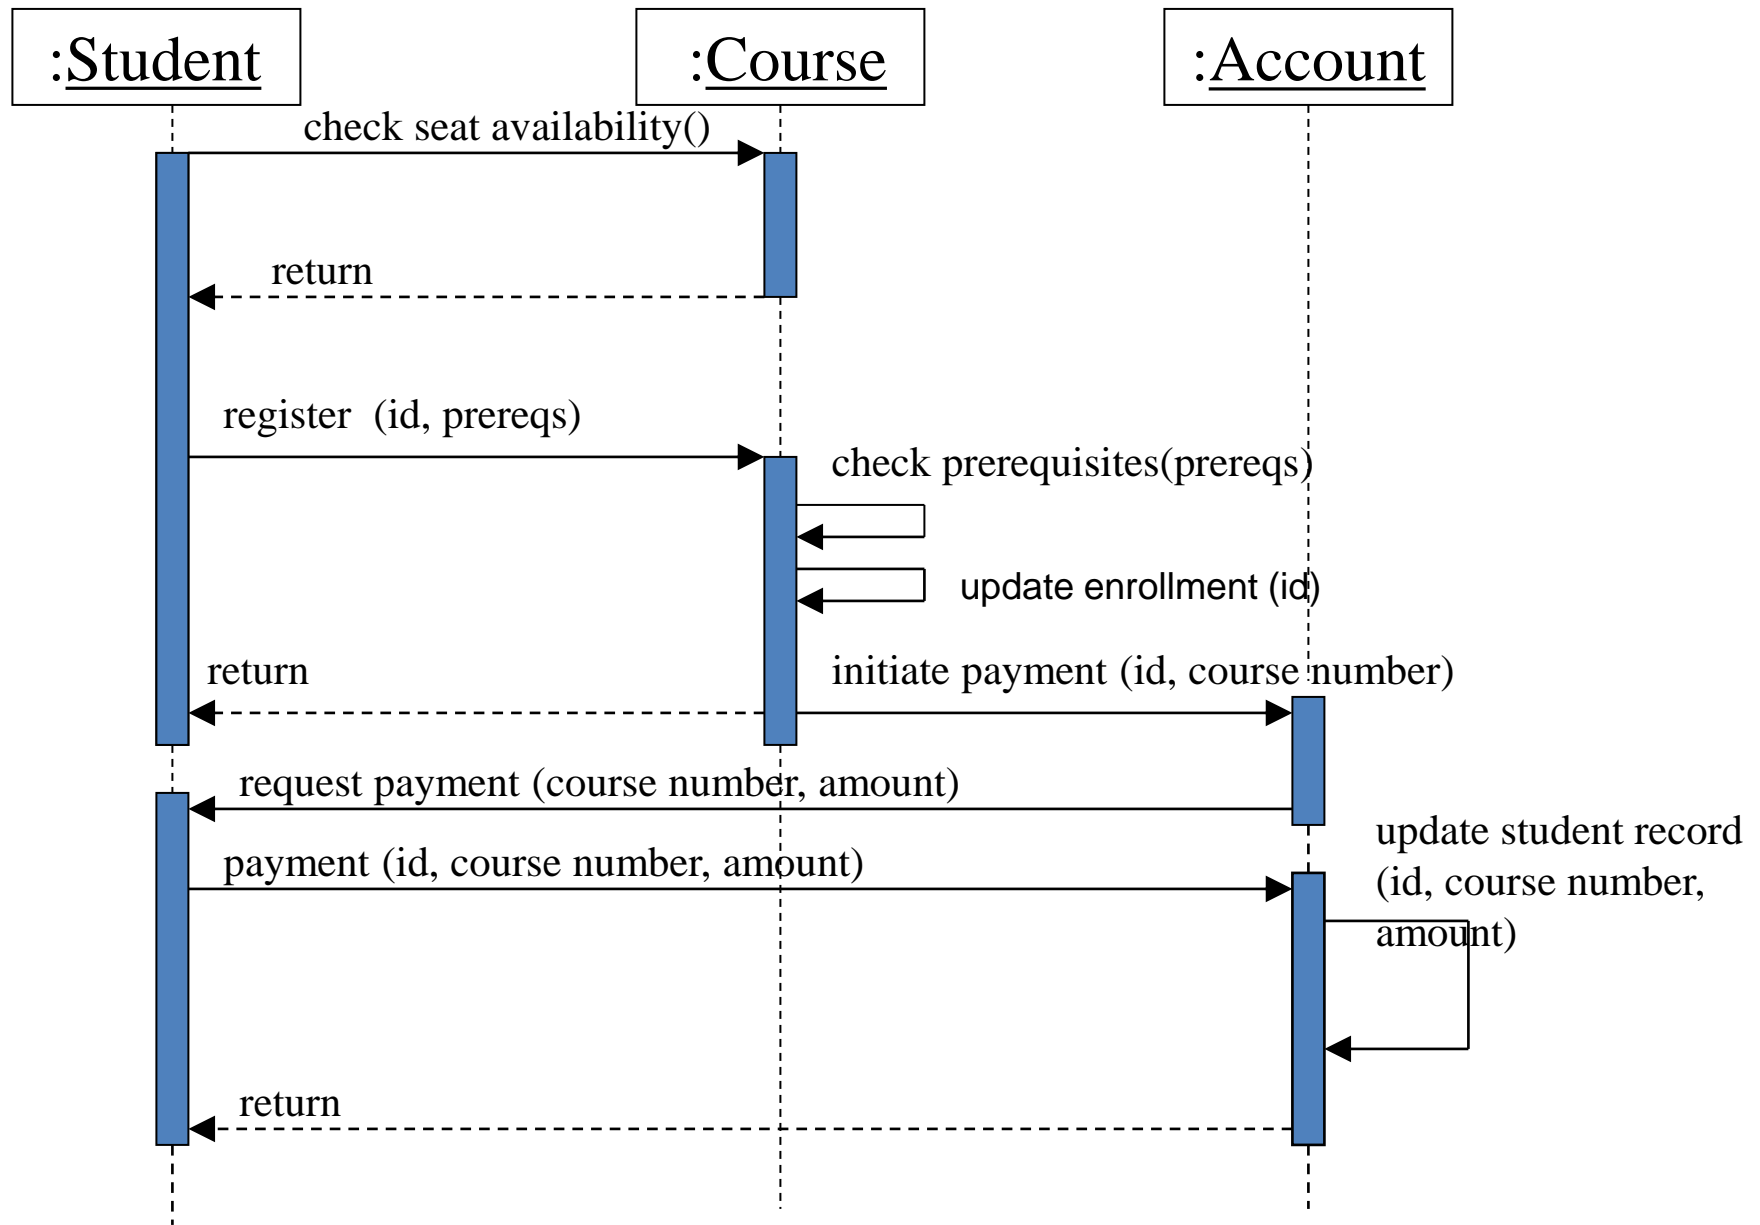 :Student
:Course
:Account
check seat availability()
return
register  (id, prereqs)
check prerequisites(prereqs)
update enrollment (id)
return
initiate payment (id, course number)
request payment (course number, amount)
update student record
(id, course number,
amount)
payment (id, course number, amount)
return